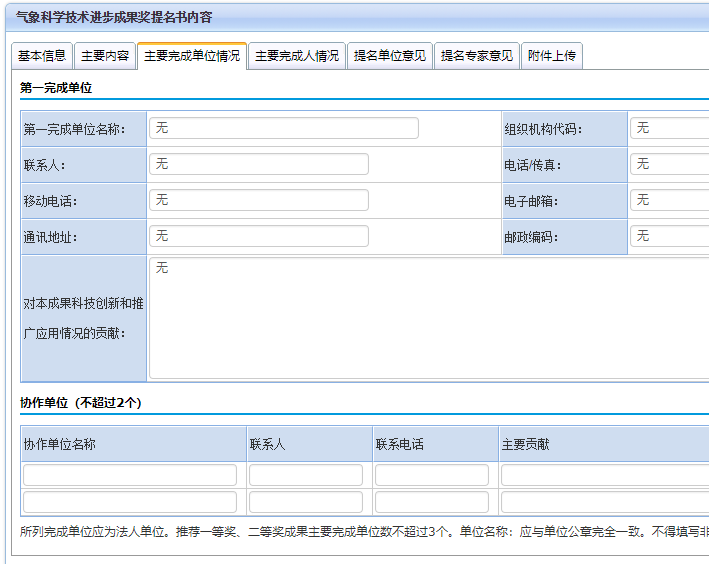 气象科学技术进步成果奖提名书内容
基本信息 主要内容 主要完成单位情况 主要完成人情况 提名单位意见 提名专家意见 附件上传
第一完成单位
第一完成单位名称： 无 组织机构代码： 无
联系人： 无 电话/传真： 无
移动电话： 无 电子邮箱： 无
通讯地址： 无 邮政编码： 无
无
对本成果科技创新和推
广应用情况的贡献：
协作单位（不超过2个）
协作单位名称 联系人 联系电话 主要贡献
所列完成单位应为法人单位。推荐一等奖、二等奖成果主要完成单位数不超过3个。单位名称：应与单位公章完全一致。不得填写非